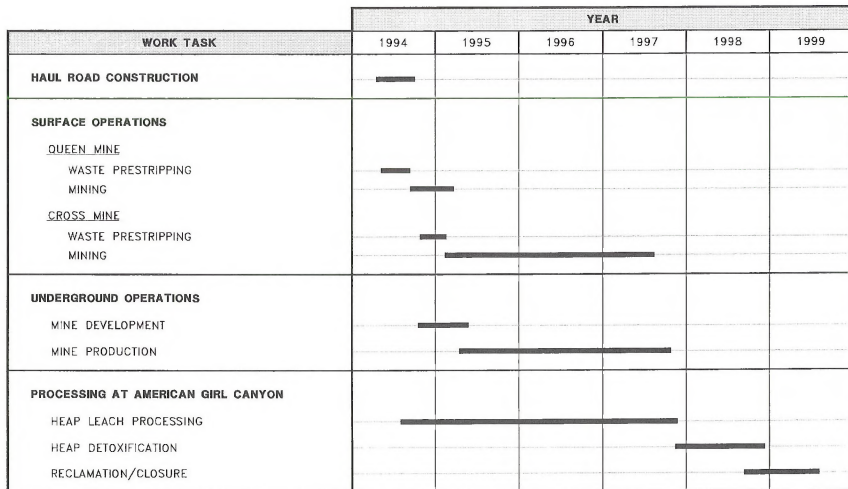 YEAR
WORK TASK 1994 1995 1996 1997 1998 1999
HAUL ROAD CONSTRUCTION
SURFACE OPERATIONS
QUEEN MINE
WASTE PRESTRIPPING
MINING
CROSS MINE
WASTE PRESTRIPPING
MINING
UNDERGROUND OPERATIONS
MINE DEVELOPMENT
MINE PRODUCTION
PROCESSING AT AMERICAN GIRL CANYON
HEAP LEACH PROCESSING
HEAP DETOXIFICATION
RECLAMATION/CLOSURE